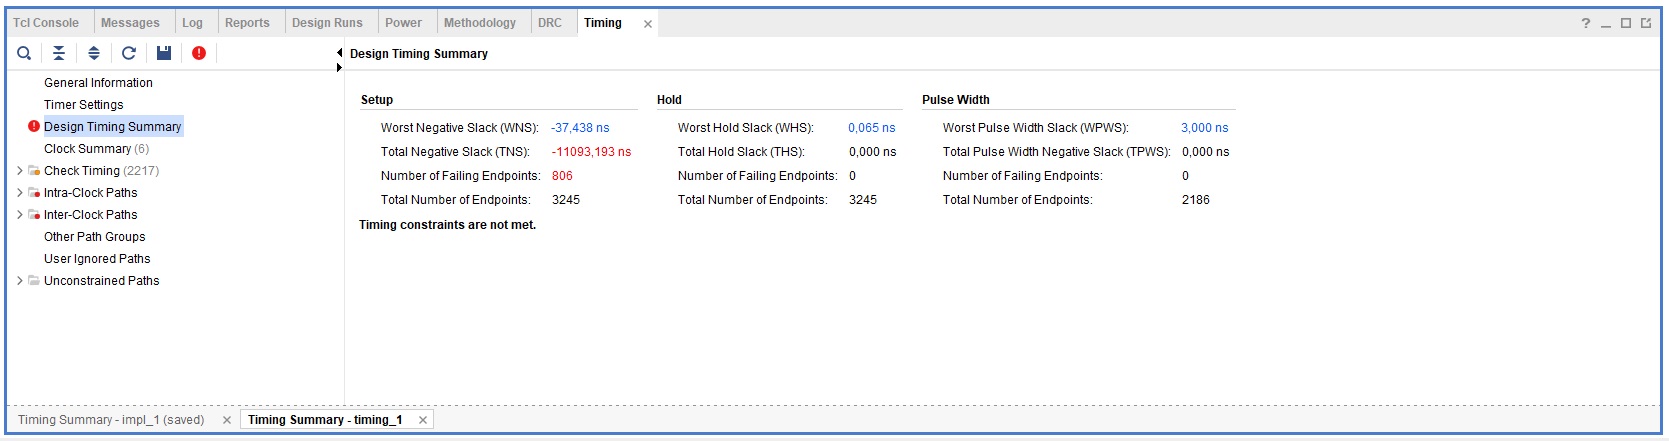 Tcl Console Messages Log Reports Design Runs Power Methodology DRC Timing
Design Timing Summary
General Information
Timer Settings
Design Timing Summary
Clock Summary (6)
Check Timing (2217)
Intra-Clock Paths
Inter-Clock Paths
Other Path Groups
User Ignored Paths
Unconstrained Paths
Setup Hold Pulse Width
Worst Negative Slack (WNS): -37,438 ns Worst Hold Slack (WHS): 0,065 ns Worst Pulse Width Slack (WPWS): 3,000 ns
Total Negative Slack (TNS): -11093,193 ns Total Hold Slack (THS): 0,000 ns Total Pulse Width Negative Slack (TPWS): 0,000 ns
Number of Failing Endpoints: 806 Number of Failing Endpoints: 0 Number of Failing Endpoints: 0
Total Number of Endpoints: 3245 Total Number of Endpoints: 3245 Total Number of Endpoints: 2186
Timing constraints are not met.
Timing Summary - impl_1 (saved) Timing Summary - timing_1